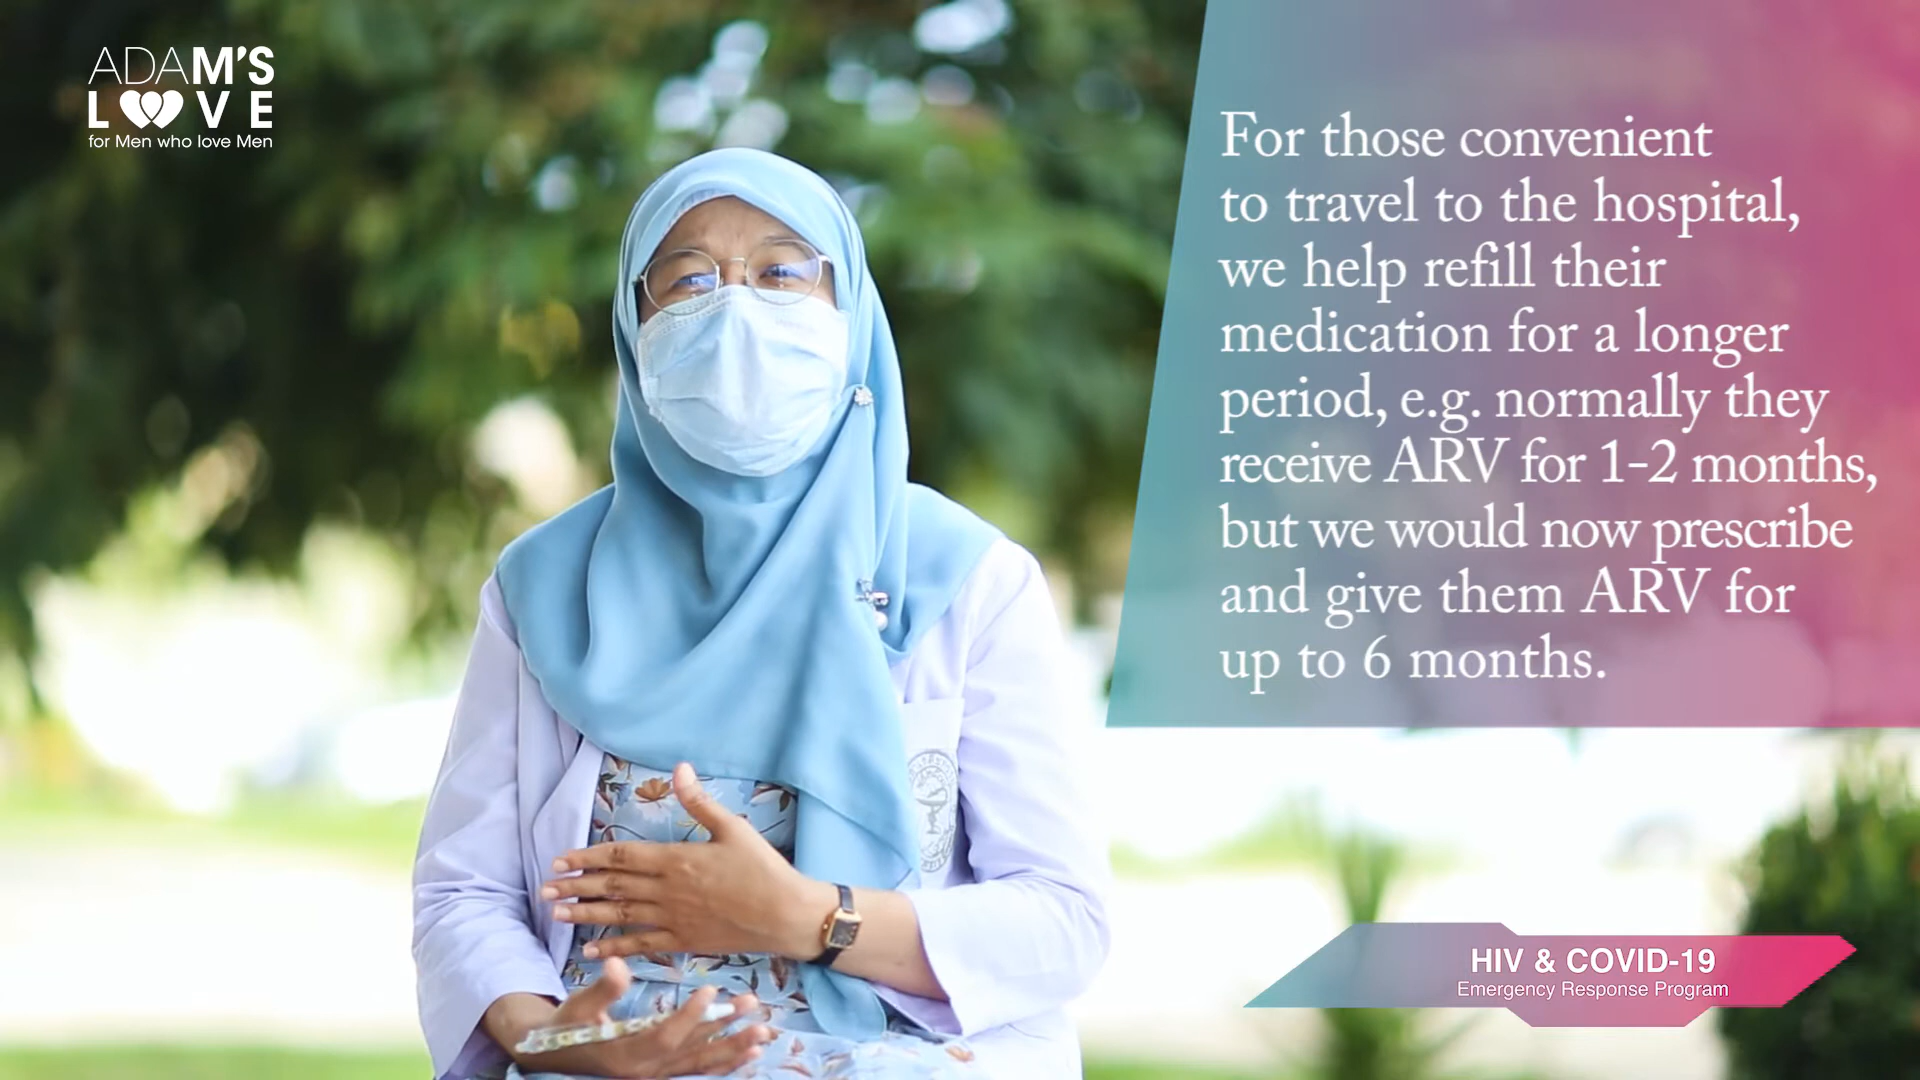 ADAM'S
LOVE
for Men who love Men
For those convenient
to travel to the hospital,
we help refill their
medication for a longer
period, e.g. normally they
receive ARV for 1-2 months,
but we would now prescribe
and give them ARV for
up to 6 months.
HIV & COVID-19
Emergency Response Program